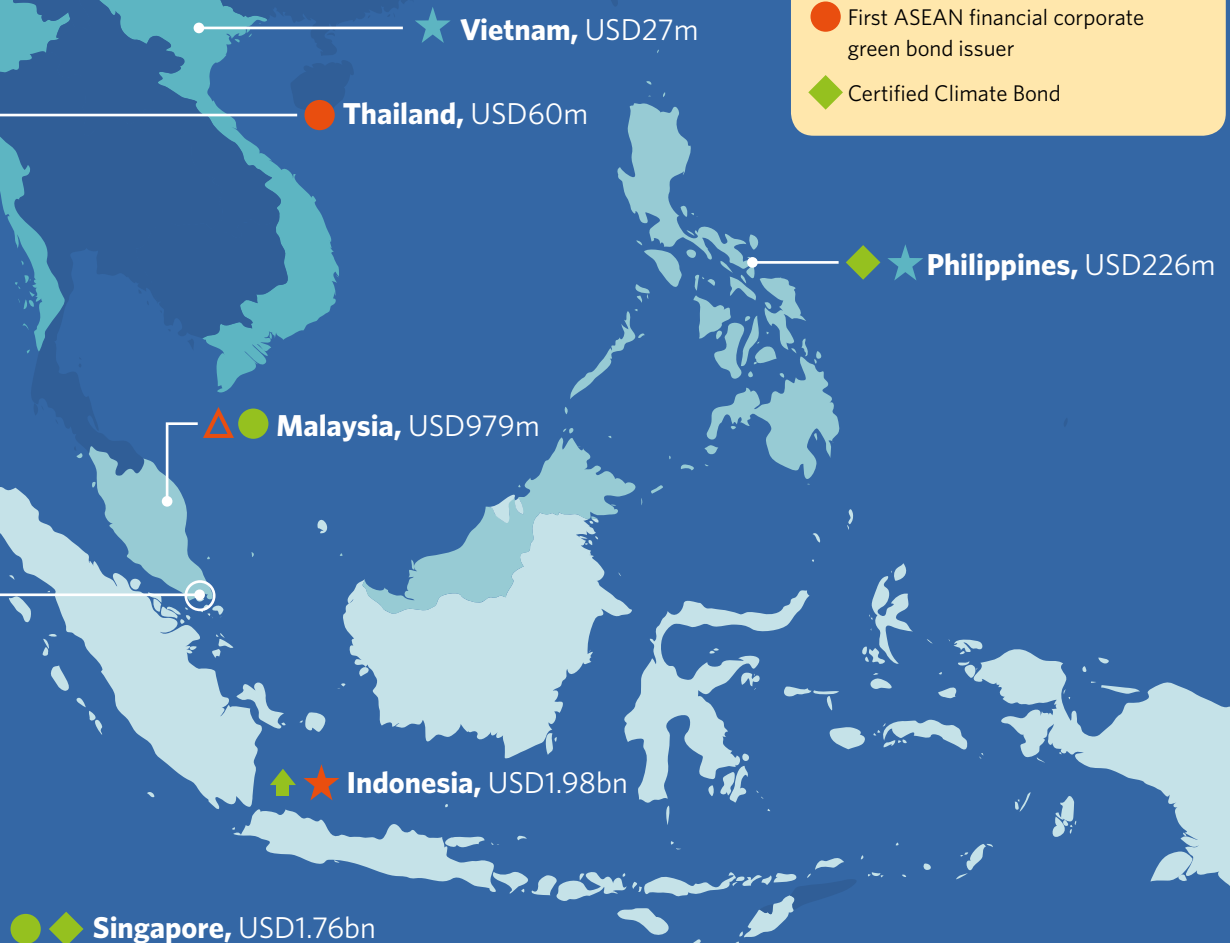 Vietnam, USD27m
First ASEAN financial corporate
green bond issuer
Certified Climate Bond
Thailand, USD60m
Philippines, USD226m
Malaysia, USD979m
Indonesia, USD1.98bn
Singapore, USD1.76bn